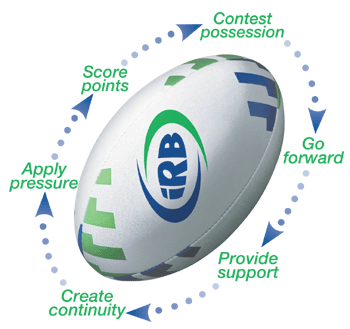 Contest
possession
Go
forward
Provide
support
Create
continuity
Apply
pressure
Score
points
iRB